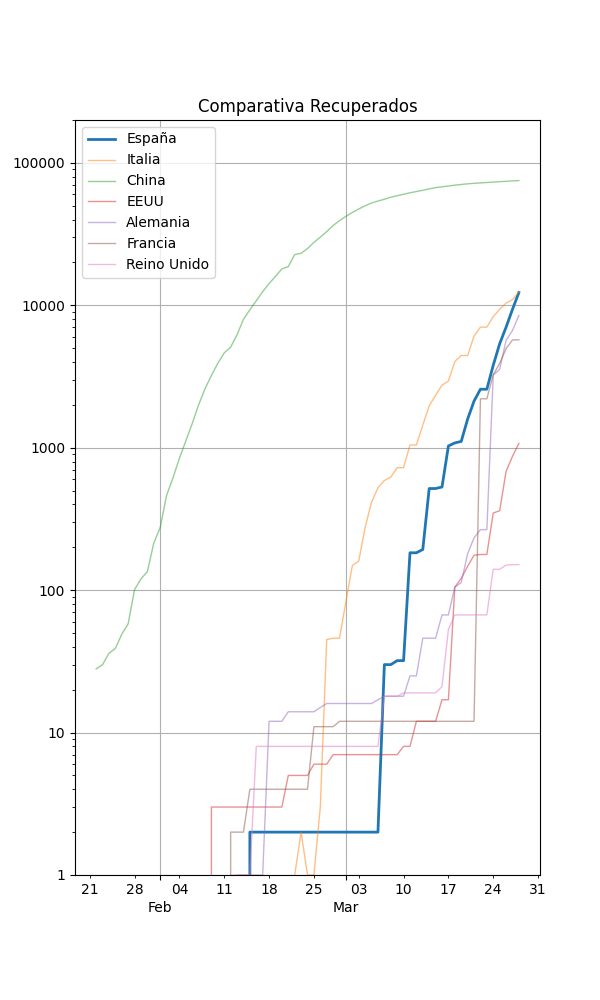 Comparativa Recuperados
España
Italia
China
EEUU
Alemania
Francia
Reino Unido
100000
10000
1000
100
10
1
21 28 04 11 18 25 03 10 17 24 31
Feb Mar